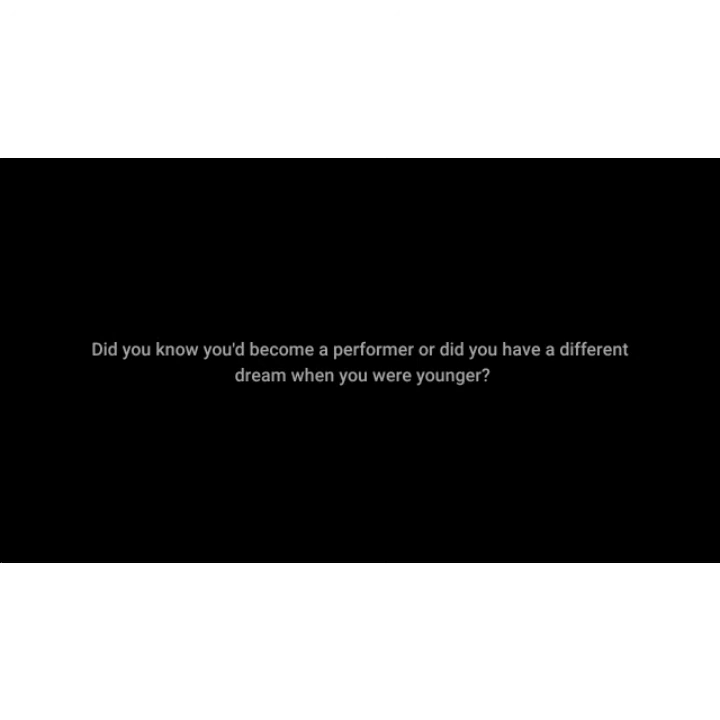 Did you know you'd become a performer or did you have a different
dream when you were younger?